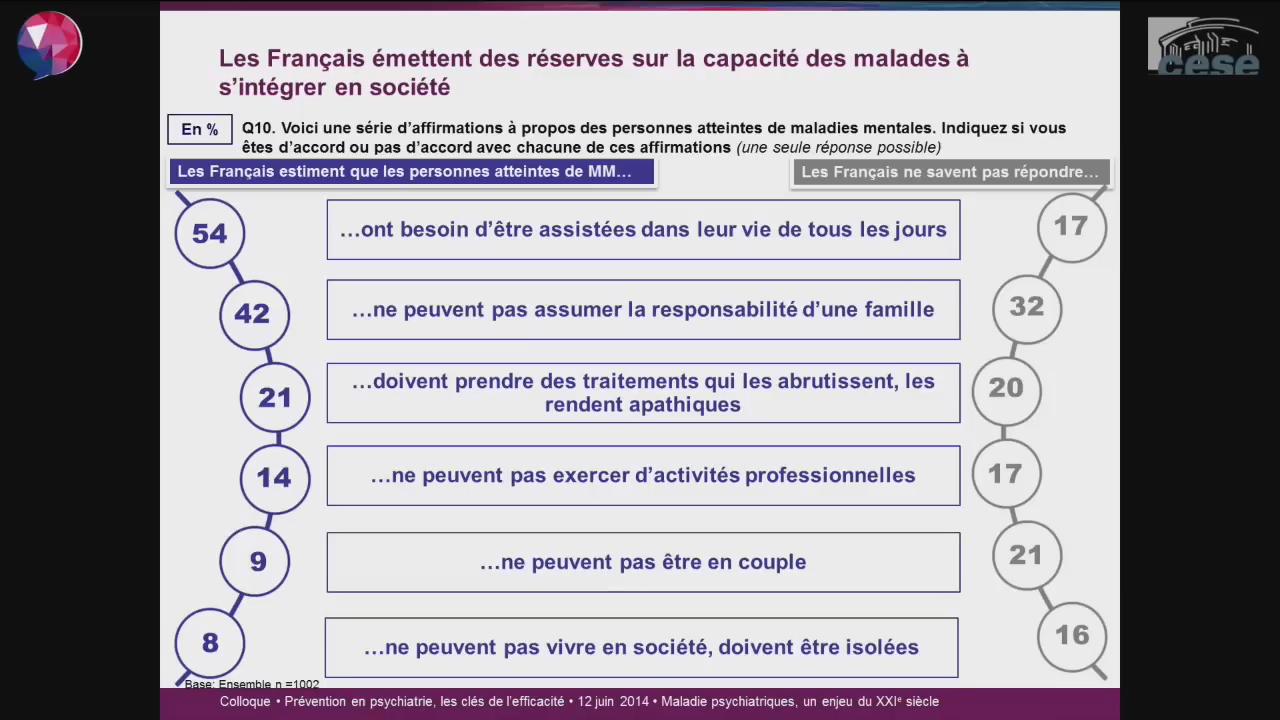 cese
Les Français émettent des réserves sur la capacité des malades à
s’intégrer en société
En %
Q10. Voici une série d’affirmations à propos des personnes atteintes de maladies mentales. Indiquez si vous
êtes d’accord ou pas d’accord avec chacune de ces affirmations (une seule réponse possible)
Les Français estiment que les personnes atteintes de MM…
Les Français ne savent pas répondre…
54
…ont besoin d’être assistées dans leur vie de tous les jours
17
42
…ne peuvent pas assumer la responsabilité d’une famille
32
21
…doivent prendre des traitements qui les abrutissent, les
rendent apathiques
20
14
…ne peuvent pas exercer d’activités professionnelles
17
9
…ne peuvent pas être en couple
21
8
…ne peuvent pas vivre en société, doivent être isolées
16
Base: Ensemble n =1002
Colloque • Prévention en psychiatrie, les clés de l’efficacité • 12 juin 2014 • Maladie psychiatriques, un enjeu du XXIe siècle